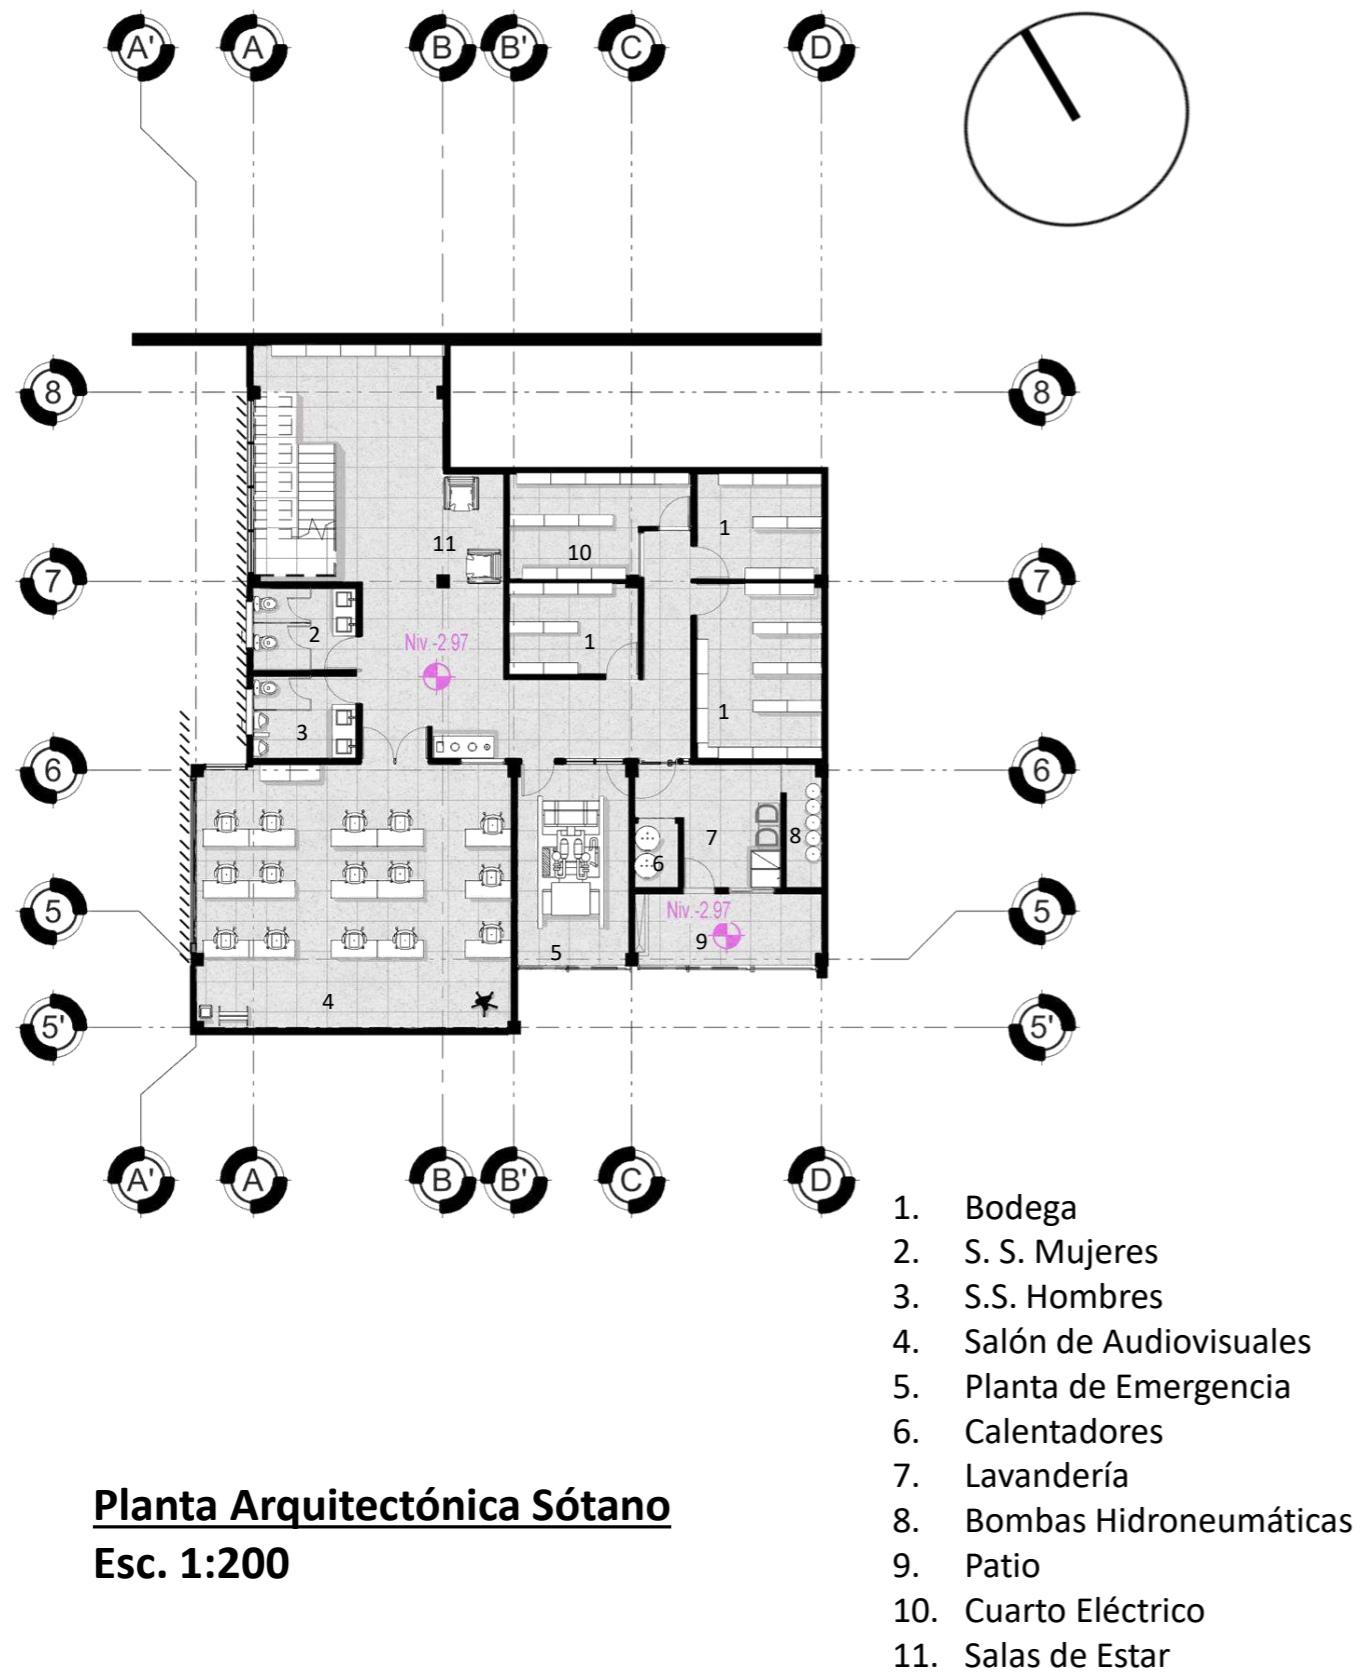 A' A B B' C D
8 8
1
11
10
7 7
2
1
Niv.-2.97
1
3
6 6
7
8
6
Niv.-2.97
5 5
9
5
4
5' 5'
A' A B B' C D
1. Bodega
2. S. S. Mujeres
3. S.S. Hombres
4. Salón de Audiovisuales
5. Planta de Emergencia
6. Calentadores
7. Lavandería
8. Bombas Hidroneumáticas
9. Patio
10. Cuarto Eléctrico
11. Salas de Estar
Planta Arquitectónica Sótano
Esc. 1:200